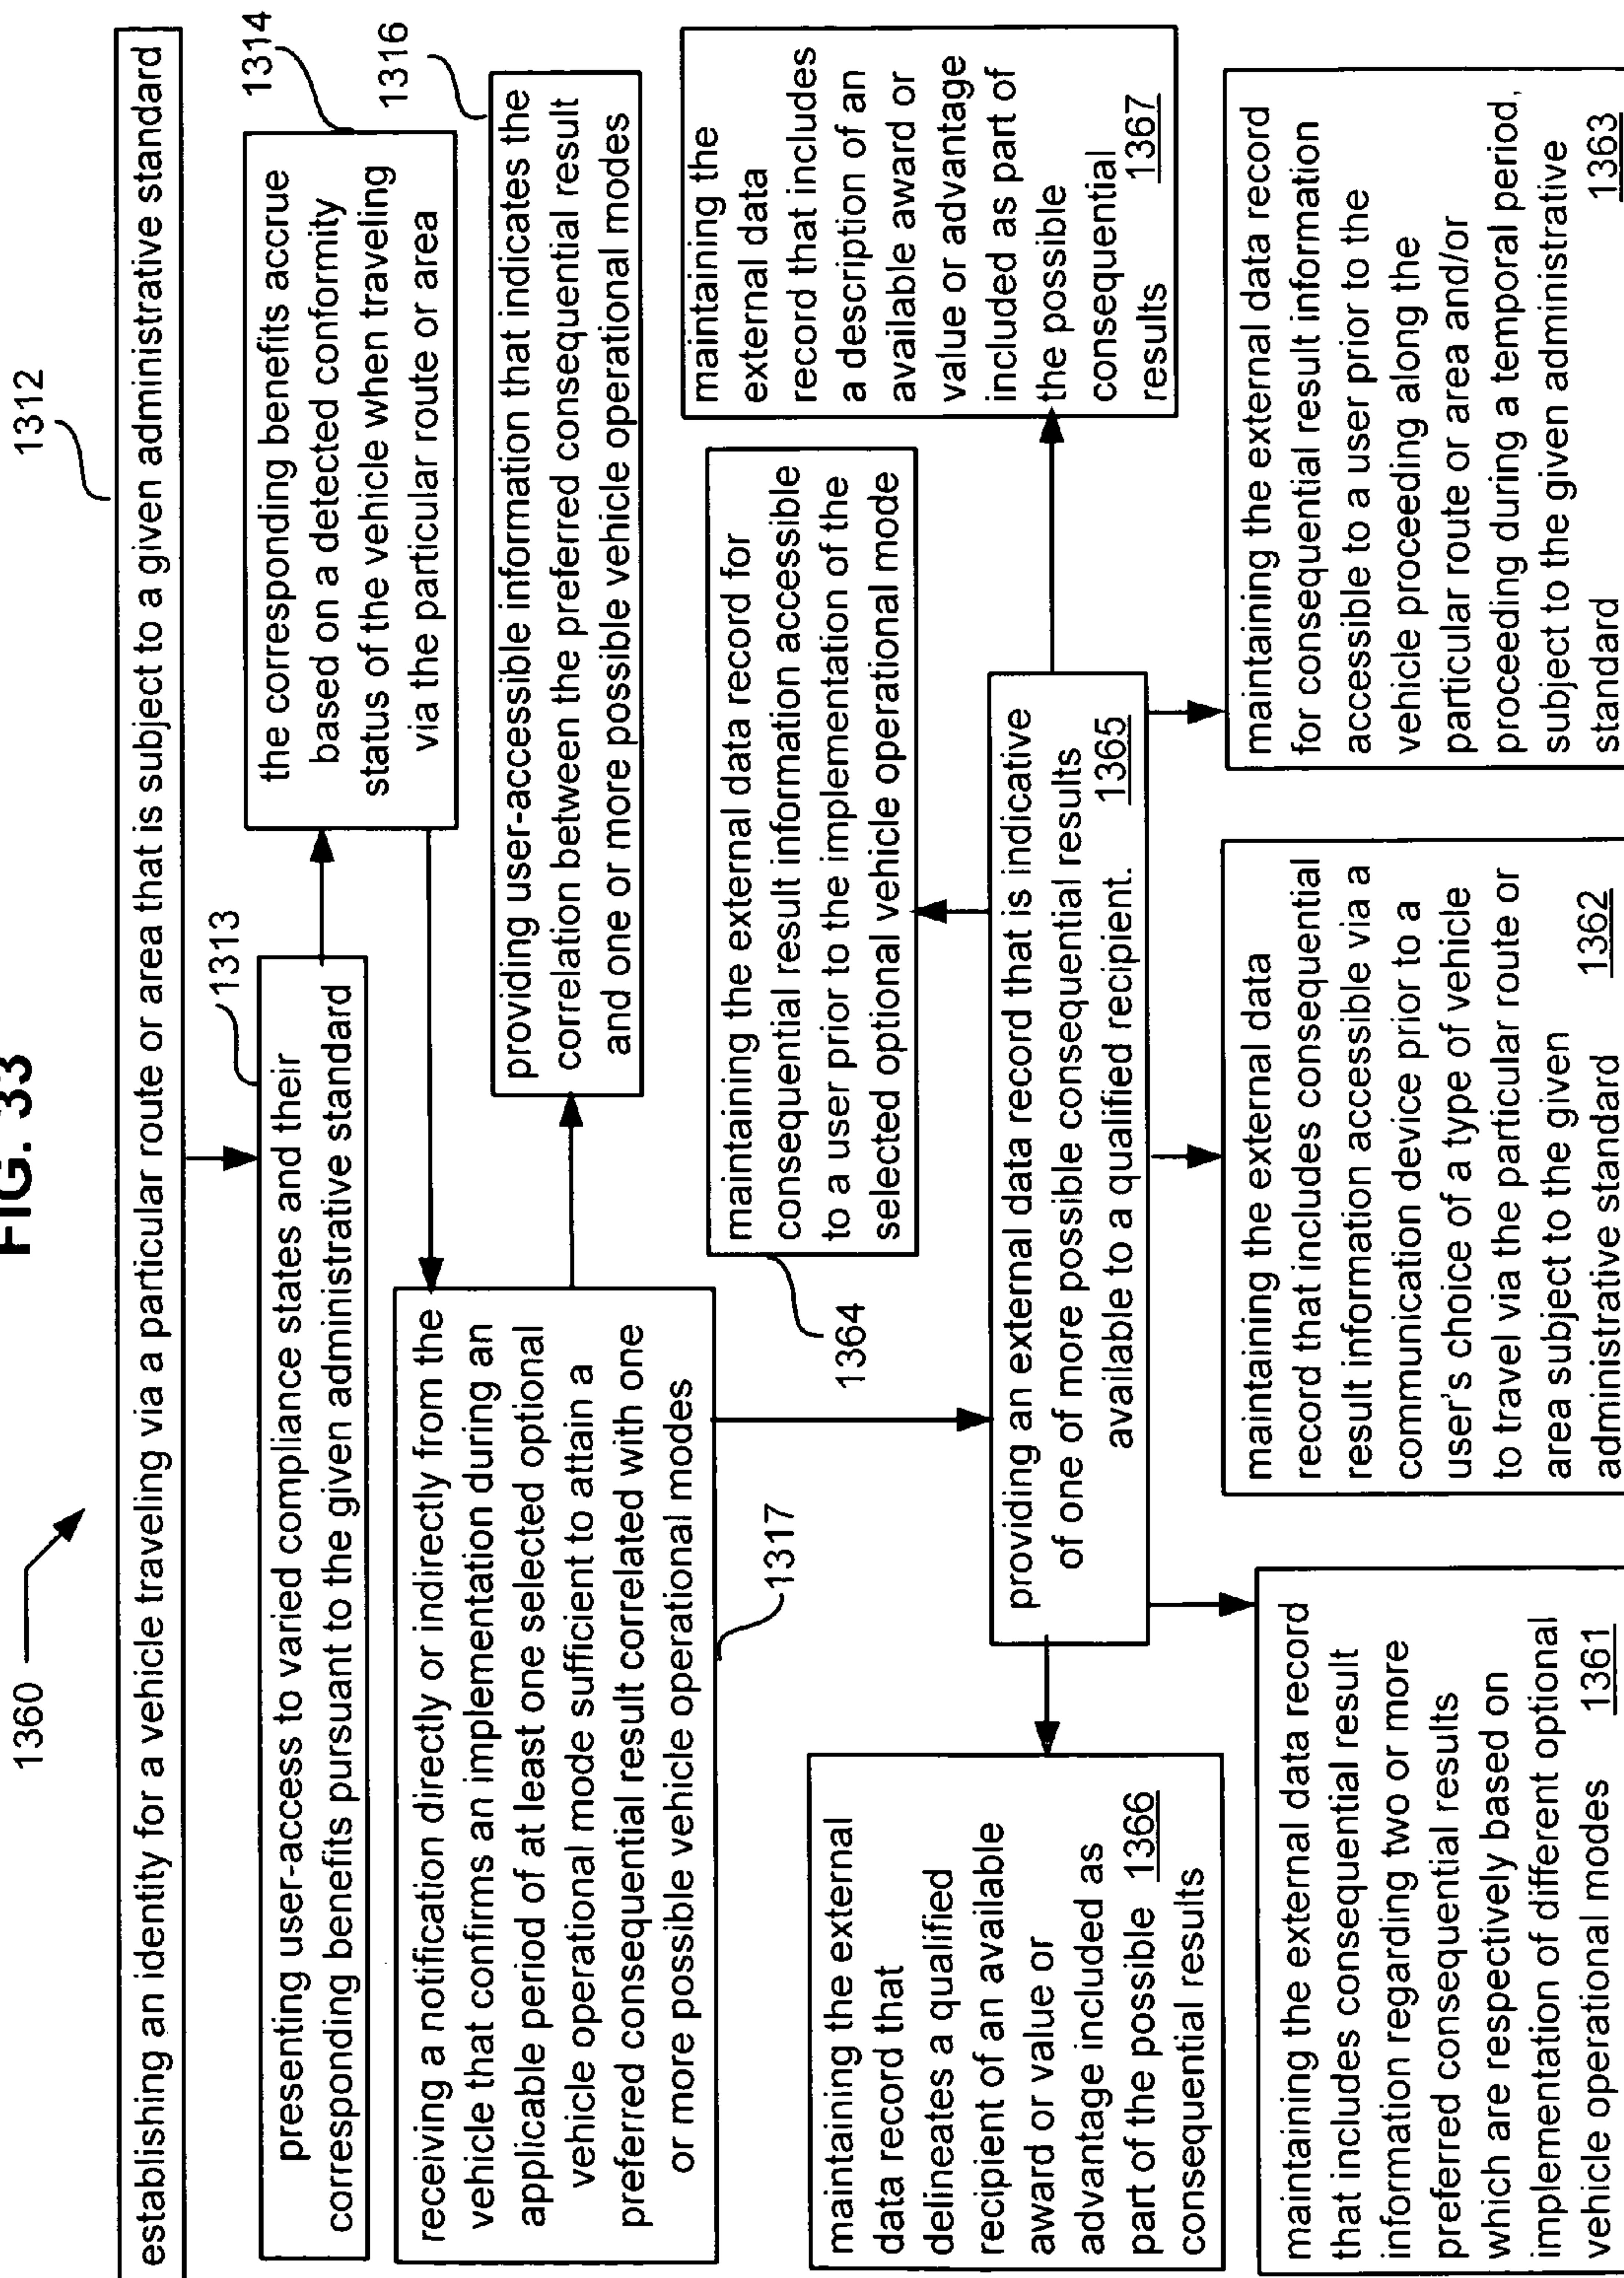 FIG. 33
1360
1312
establishing an identity for a vehicle traveling via a particular route or area that is subject to a given administrative standard
1313
presenting user-access to varied compliance states and their
corresponding benefits pursuant to the given administrative standard
1314
the corresponding benefits accrue
based on a detected conformity
status of the vehicle when traveling
via the particular route or area
receiving a notification directly or indirectly from the
vehicle that confirms an implementation during an
applicable period of at least one selected optional
vehicle operational mode sufficient to attain a
preferred consequential result correlated with one
or more possible vehicle operational modes
1317
1316
providing user-accessible information that indicates the
correlation between the preferred consequential result
and one or more possible vehicle operational modes
1364
maintaining the external data record for
consequential result information accessible
to a user prior to the implementation of the
selected optional vehicle operational mode
maintaining the
external data
record that includes
a description of an
available award or
value or advantage
included as part of
the possible
consequential 1367
results
providing an external data record that is indicative
of one of more possible consequential results
available to a qualified recipient. 1365
maintaining the external
data record that
delineates a qualified
recipient of an available
award or value or
advantage included as
part of the possible 1366
consequential results
maintaining the external data record
that includes consequential result
information regarding two or more
preferred consequential results
which are respectively based on
implementation of different optional
vehicle operational modes 1361
maintaining the external data
record that includes consequential
result information accessible via a
communication device prior to a
user's choice of a type of vehicle
to travel via the particular route or
area subject to the given
administrative standard 1362
maintaining the external data record
for consequential result information
accessible to a user prior to the
vehicle proceeding along the
particular route or area and/or
proceeding during a temporal period,
subject to the given administrative
standard 1363